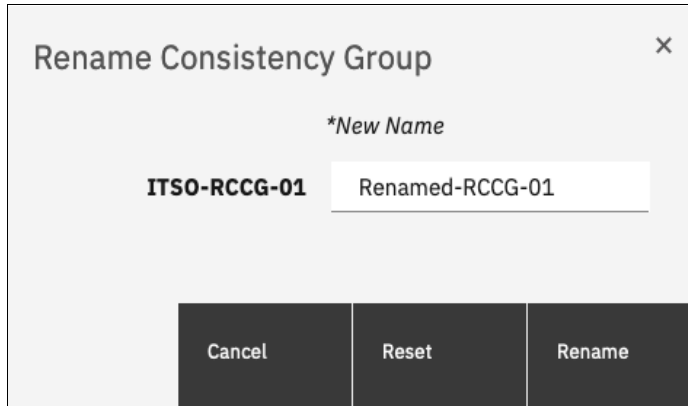 Rename Consistency Group ×
*New Name
ITSO-RCCG-01 Renamed-RCCG-01
Cancel Reset Rename